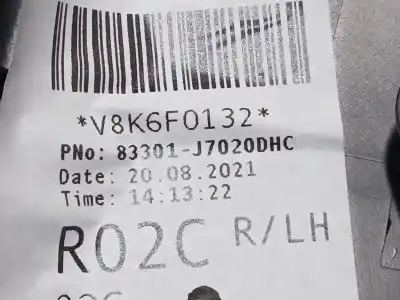 *V8K6F0132*
PNo: 83301-J7020DHC
Date: 20.08.2021
Time: 14:13:22
R02C R/LH